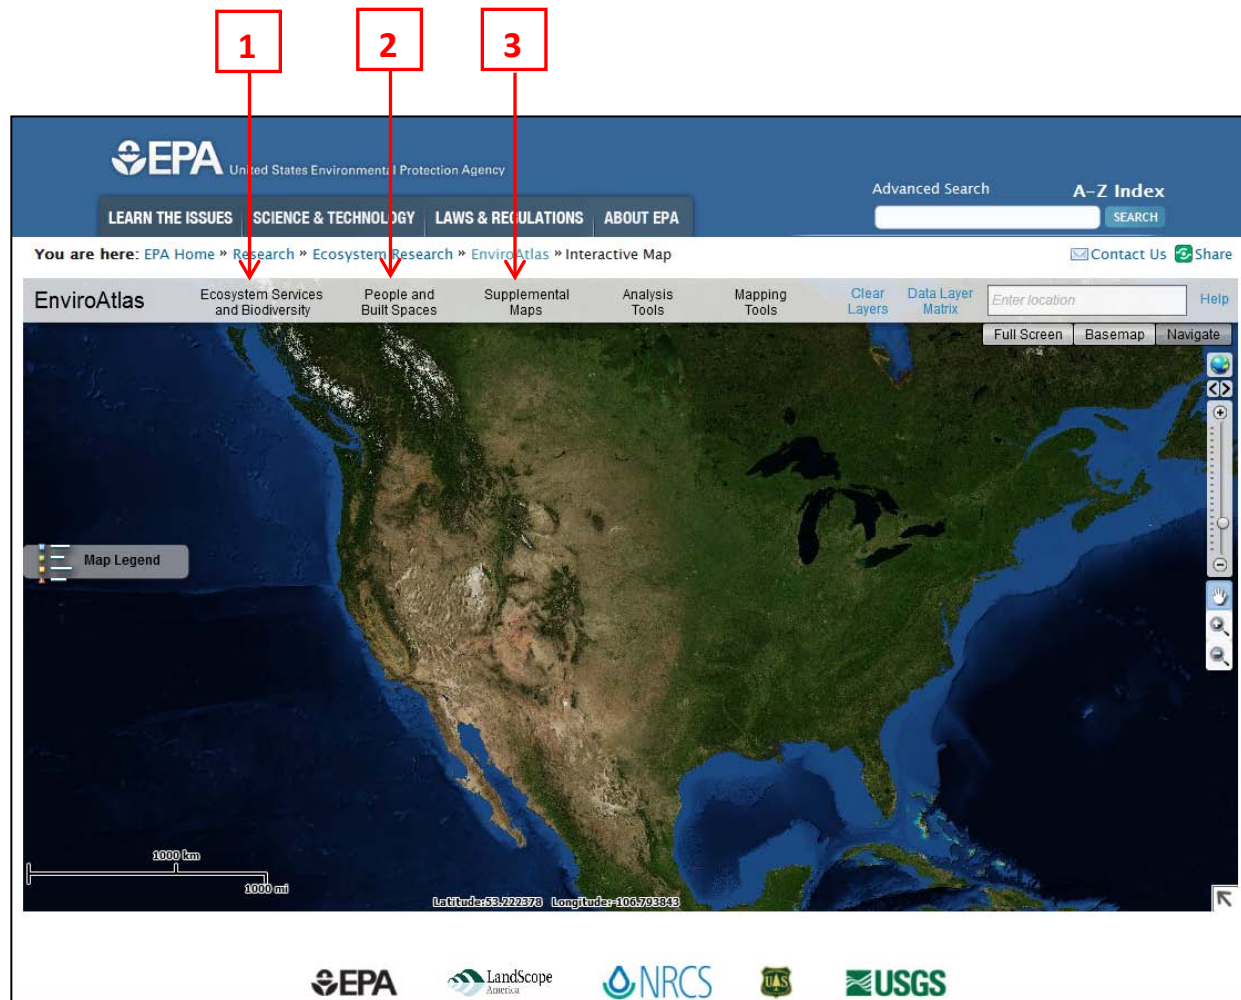 1 2 3
EPA United States Environmental Protection Agency
Advanced Search A–Z Index
LEARN THE ISSUES SCIENCE & TECHNOLOGY LAWS & REGULATIONS ABOUT EPA SEARCH
You are here: EPA Home » Research » Ecosystem Research » EnviroAtlas » Interactive Map Contact Us Share
EnviroAtlas
Ecosystem Services
and Biodiversity
People and
Built Spaces
Supplemental
Maps
Analysis
Tools
Mapping
Tools
Clear
Layers
Data Layer
Matrix
Enter location
Help
Full Screen Basemap Navigate
Map Legend
1000 km
1000 mi
Latitude:53.222378 Longitude:-106.793843
EPA LandScope
America
NRCS
UAS
USGS